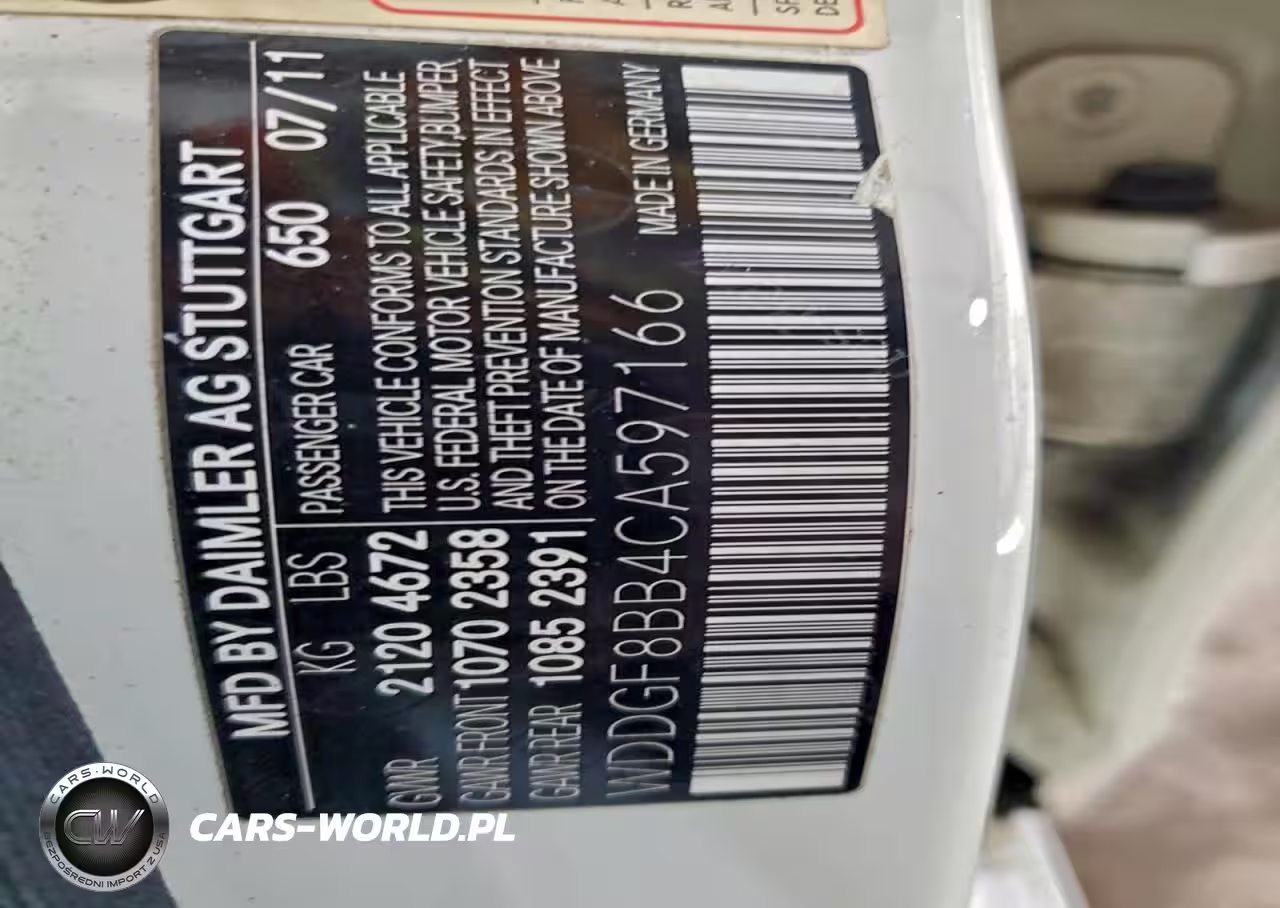 MFD BY DAIMLER AG STUTTGART
KG LBS PASSENGER CAR 650 07/11
GVWR 2120 4672 THIS VEHICLE CONFORMS TO ALL APPLICABLE
U.S. FEDERAL MOTOR VEHICLE SAFETY,BUMPER,
GAWR FRONT 1070 2358 AND THEFT PREVENTION STANDARDS IN EFFECT
GAWR REAR 1085 2391 ON THE DATE OF MANUFACTURE SHOWN ABOVE
WDDGF8BB4CA597166 MADE IN GERMANY
CARS-WORLD
CW
BEZPOŚREDNI IMPORT Z USA
CARS-WORLD.PL